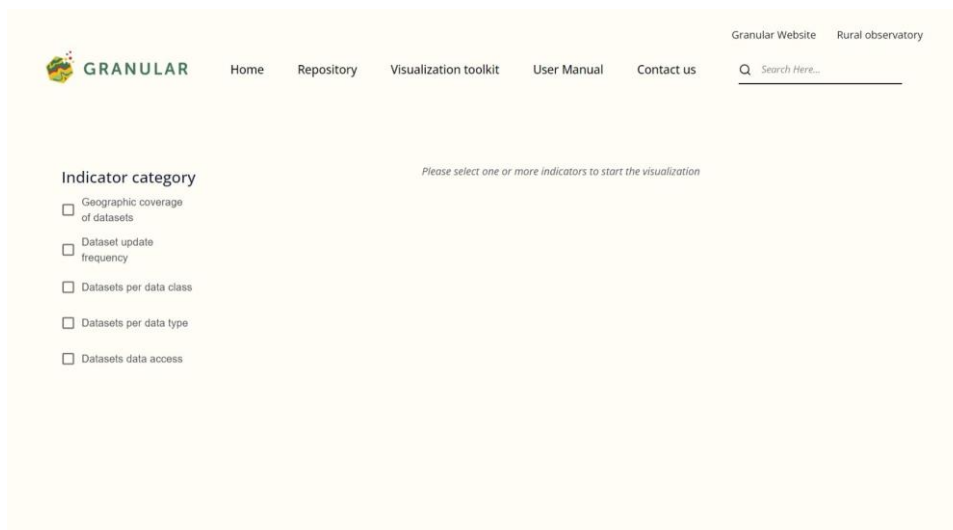 Granular Website Rural observatory
GRANULAR Home Repository Visualization toolkit User Manual Contact us Search Here...
Please select one or more indicators to start the visualization
Indicator category
Geographic coverage
of datasets
Dataset update
frequency
Datasets per data class
Datasets per data type
Datasets data access